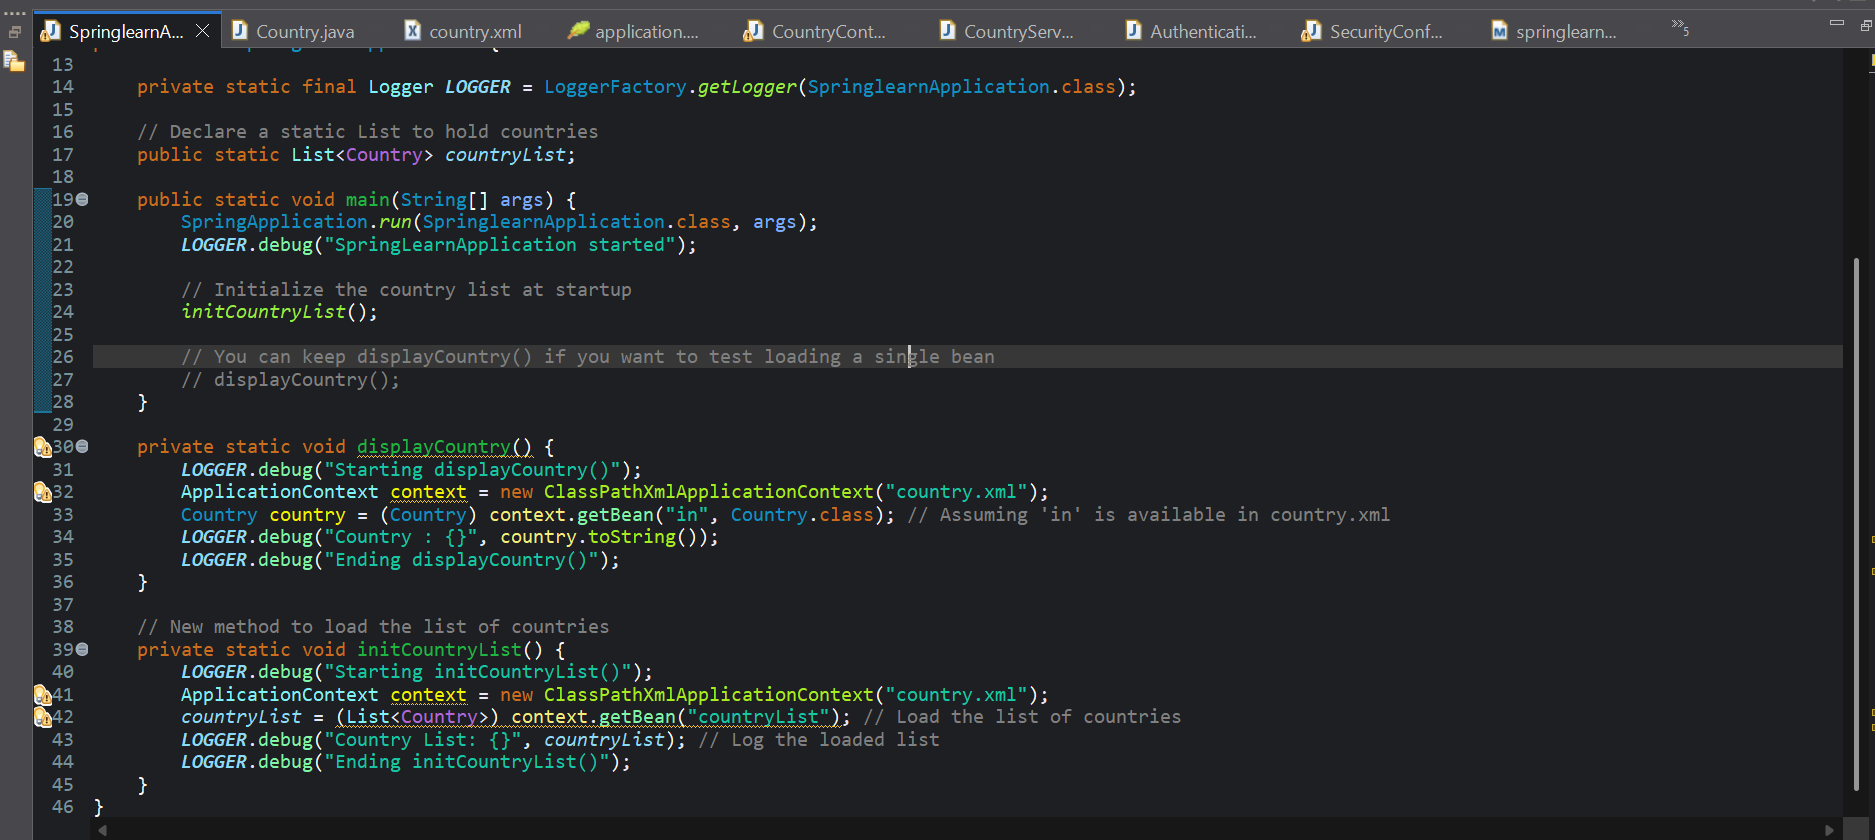 SpringlearnA... Country.java country.xml application.... CountryCont... CountryServ... Authenticati... SecurityConf... springlearn... »5
13
14 private static final Logger LOGGER = LoggerFactory.getLogger(SpringlearnApplication.class);
15
16 // Declare a static List to hold countries
17 public static List<Country> countryList;
18
19 public static void main(String[] args) {
20 SpringApplication.run(SpringlearnApplication.class, args);
21 LOGGER.debug("SpringLearnApplication started");
22
23 // Initialize the country list at startup
24 initCountryList();
25
26 // You can keep displayCountry() if you want to test loading a single bean
27 // displayCountry();
28 }
29
30 private static void displayCountry() {
31 LOGGER.debug("Starting displayCountry()");
32 ApplicationContext context = new ClassPathXmlApplicationContext("country.xml");
33 Country country = (Country) context.getBean("in", Country.class); // Assuming 'in' is available in country.xml
34 LOGGER.debug("Country : {}", country.toString());
35 LOGGER.debug("Ending displayCountry()");
36 }
37
38 // New method to load the list of countries
39 private static void initCountryList() {
40 LOGGER.debug("Starting initCountryList()");
41 ApplicationContext context = new ClassPathXmlApplicationContext("country.xml");
42 countryList = (List<Country>) context.getBean("countryList"); // Load the list of countries
43 LOGGER.debug("Country List: {}", countryList); // Log the loaded list
44 LOGGER.debug("Ending initCountryList()");
45 }
46 }